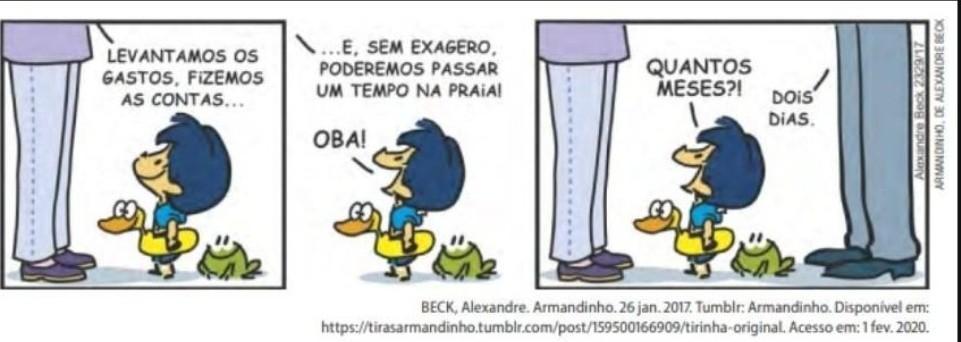 LEVANTAMOS OS
GASTOS, FiZEMOS
AS CONTAS...
...E, SEM EXAGERO,
PODEREMOS PASSAR
UM TEMPO NA PRAiA!
OBA!
QUANTOS
MESES?!
DOiS
DiAS.
Alexandre Beck 2329/17
ARMANDINHO, DE ALEXANDRE BECK
BECK, Alexandre. Armandinho. 26 jan. 2017. Tumblr: Armandinho. Disponível em:
https://tirasarmandinho.tumblr.com/post/159500166909/tirinha-original. Acesso em: 1 fev. 2020.